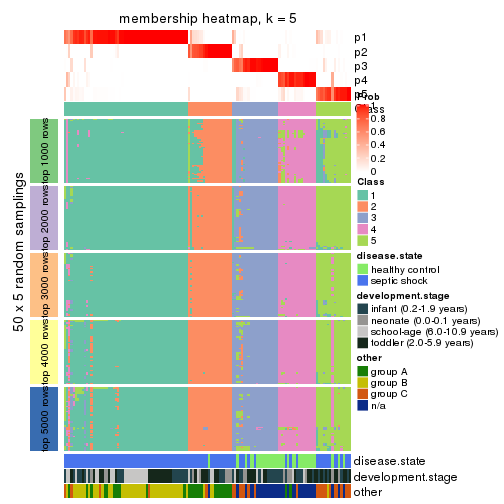 membership heatmap, k = 5
p1
p2
p3
p4
p5
Class
Prob
1
0.8
0.6
0.4
0.2
0
Class
1
2
3
4
5
disease.state
healthy control
septic shock
development.stage
infant (0.2-1.9 years)
neonate (0.0-0.1 years)
school-age (6.0-10.9 years)
toddler (2.0-5.9 years)
other
group A
group B
group C
n/a
50 x 5 random samplings
top 1000 rows
top 2000 rows
top 3000 rows
top 4000 rows
top 5000 rows
disease.state
development.stage
other